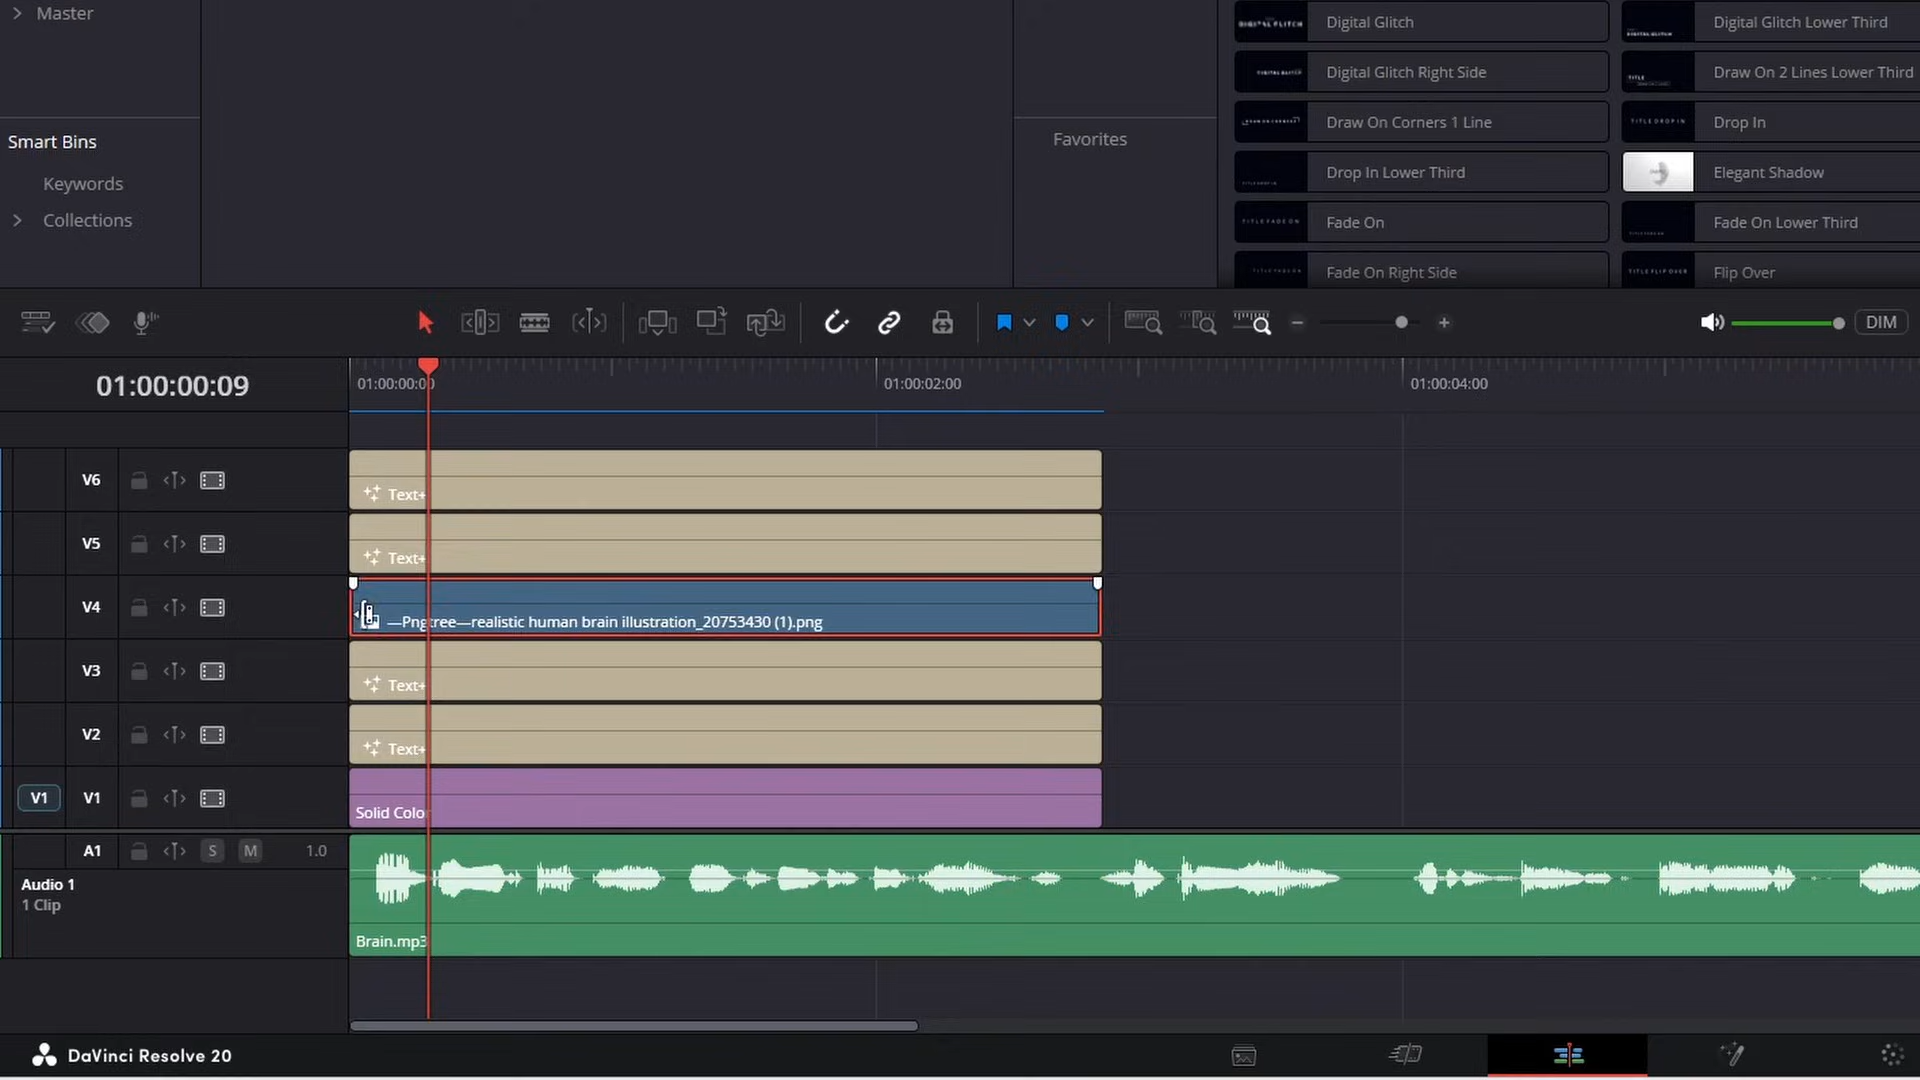 Master
Smart Bins
Keywords
Collections
Favorites
Digital Glitch
Digital Glitch Lower Third
Digital Glitch Right Side
Draw On 2 Lines Lower Third
Draw On Corners 1 Line
Drop In
Drop In Lower Third
Elegant Shadow
Fade On
Fade On Lower Third
Fade On Right Side
Flip Over
DIM
01:00:00:09
01:00:00:00
01:00:02:00
01:00:04:00
V6
Text+
V5
Text+
V4
—Pngtree—realistic human brain illustration_20753430 (1).png
V3
Text+
V2
Text+
V1
V1
Solid Colo
A1
S
M
1.0
Audio 1
1 Clip
Brain.mp3
DaVinci Resolve 20